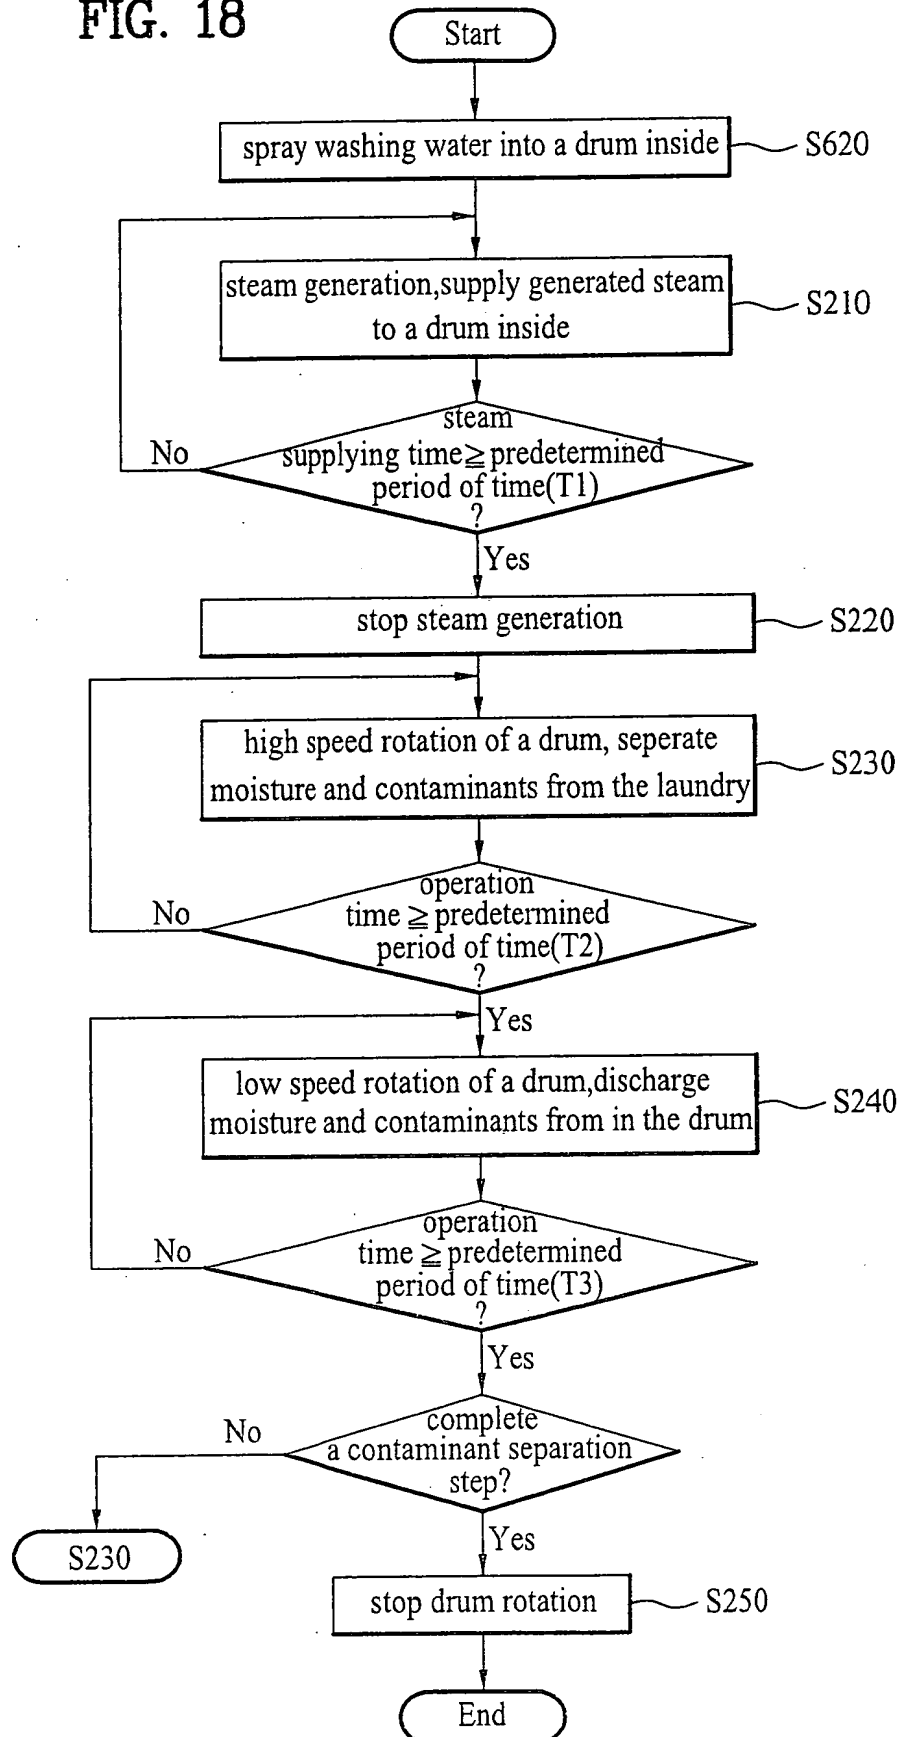 FIG. 18
Start
spray washing water into a drum inside
S620
steam generation,supply generated steam
to a drum inside
S210
steam
supplying time≧predetermined
period of time(T1)
?
No
Yes
stop steam generation
S220
high speed rotation of a drum, seperate
moisture and contaminants from the laundry
S230
operation
time ≧ predetermined
period of time(T2)
?
No
Yes
low speed rotation of a drum,discharge
moisture and contaminants from in the drum
S240
operation
time ≧ predetermined
period of time(T3)
?
No
Yes
complete
a contaminant separation
step?
No
S230
Yes
stop drum rotation
S250
End